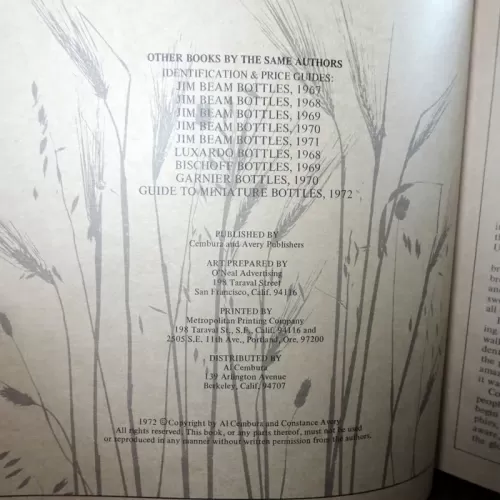 OTHER BOOKS BY THE SAME AUTHORS
IDENTIFICATION & PRICE GUIDES:
JIM BEAM BOTTLES, 1967
JIM BEAM BOTTLES, 1968
JIM BEAM BOTTLES, 1969
JIM BEAM BOTTLES, 1970
JIM BEAM BOTTLES, 1971
LUXARDO BOTTLES, 1968
BISCHOFF BOTTLES, 1969
GARNIER BOTTLES, 1970
GUIDE TO MINIATURE BOTTLES, 1972
PUBLISHED BY
Cembura and Avery Publishers
ART PREPARED BY
O'Neal Advertising
198 Taraval Street
San Francisco, Calif. 94116
PRINTED BY
Metropolitan Printing Company
198 Taraval St., S.F., Calif. 94116 and
2505 S.E. 11th Ave., Portland, Ore. 97200
DISTRIBUTED BY
Al Cembura
139 Arlington Avenue
Berkeley, Calif. 94707
1972 © Copyright by Al Cembura and Constance Avery
All rights reserved. This book, or any parts thereof, must not be used
or reproduced in any manner without written permission from the authors.